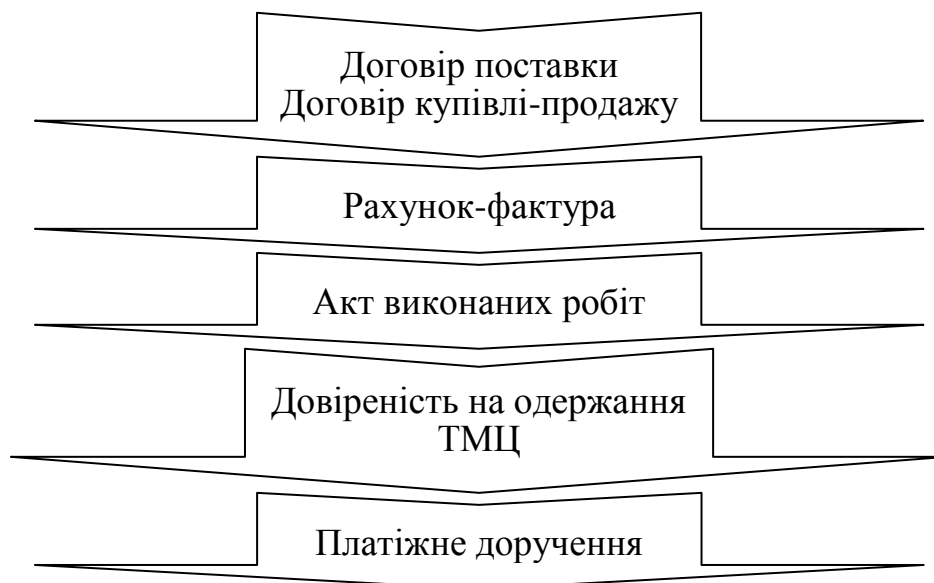 Договір поставки
Договір купівлі-продажу
Рахунок-фактура
Акт виконаних робіт
Довіреність на одержання
ТМЦ
Платіжне доручення